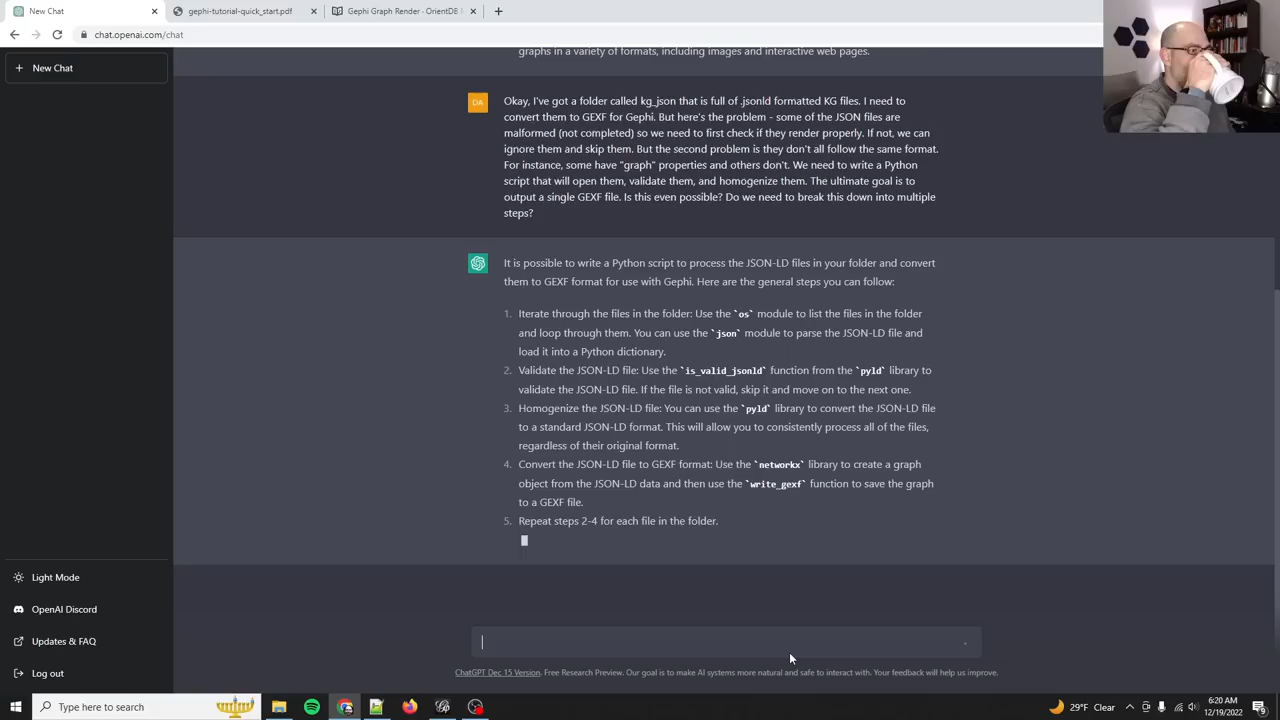 New Chat
gephi-tutorial-quick_start.pdf
Gephi Graph Render - OrientDB
chat.openai.com/chat
New Chat
graphs in a variety of formats, including images and interactive web pages.
DA
Okay, I've got a folder called kg_json that is full of .jsonld formatted KG files. I need to
convert them to GEXF for Gephi. But here's the problem - some of the JSON files are
malformed (not completed) so we need to first check if they render properly. If not, we can
ignore them and skip them. But the second problem is they don't all follow the same format.
For instance, some have "graph" properties and others don't. We need to write a Python
script that will open them, validate them, and homogenize them. The ultimate goal is to
output a single GEXF file. Is this even possible? Do we need to break this down into multiple
steps?
It is possible to write a Python script to process the JSON-LD files in your folder and convert
them to GEXF format for use with Gephi. Here are the general steps you can follow:
1. Iterate through the files in the folder: Use the `os` module to list the files in the folder
and loop through them. You can use the `json` module to parse the JSON-LD file and
load it into a Python dictionary.
2. Validate the JSON-LD file: Use the `is_valid_jsonld` function from the `pyld` library to
validate the JSON-LD file. If the file is not valid, skip it and move on to the next one.
3. Homogenize the JSON-LD file: You can use the `pyld` library to convert the JSON-LD file
to a standard JSON-LD format. This will allow you to consistently process all of the files,
regardless of their original format.
4. Convert the JSON-LD file to GEXF format: Use the `networkx` library to create a graph
object from the JSON-LD data and then use the `write_gexf` function to save the graph
to a GEXF file.
5. Repeat steps 2-4 for each file in the folder.
Light Mode
OpenAI Discord
Updates & FAQ
Log out
ChatGPT Dec 15 Version. Free Research Preview. Our goal is to make AI systems more natural and safe to interact with. Your feedback will help us improve.
Type here to search
29°F Clear
6:20 AM
12/19/2022